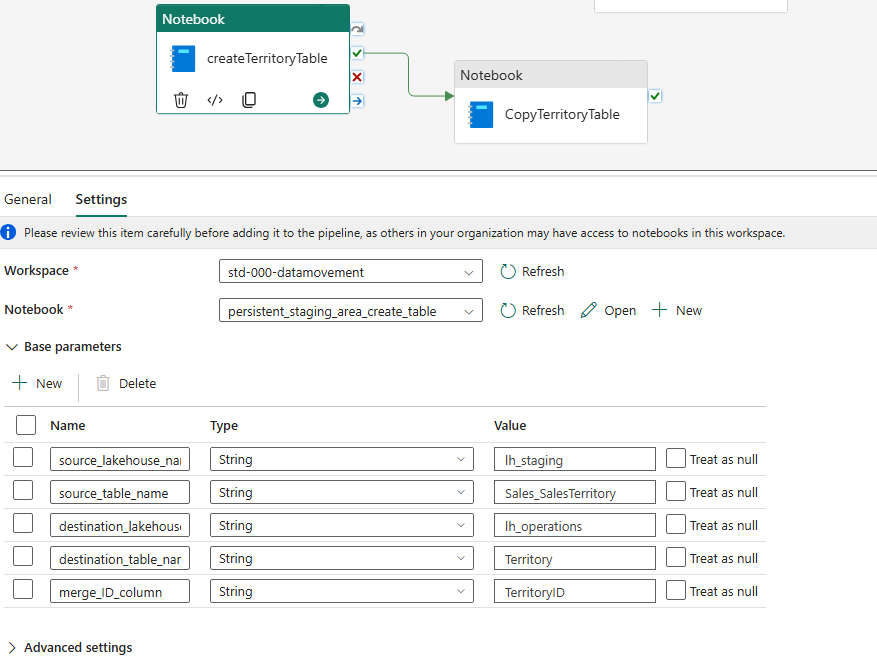 Notebook
createTerritoryTable
Notebook
CopyTerritoryTable
General
Settings
Please review this item carefully before adding it to the pipeline, as others in your organization may have access to notebooks in this workspace.
Workspace * std-000-datamovement Refresh
Notebook * persistent_staging_area_create_table Refresh Open New
Base parameters
New Delete
Name Type Value
source_lakehouse_nai String lh_staging Treat as null
source_table_name String Sales_SalesTerritory Treat as null
destination_lakehous String lh_operations Treat as null
destination_table_nar String Territory Treat as null
merge_ID_column String TerritoryID Treat as null
Advanced settings